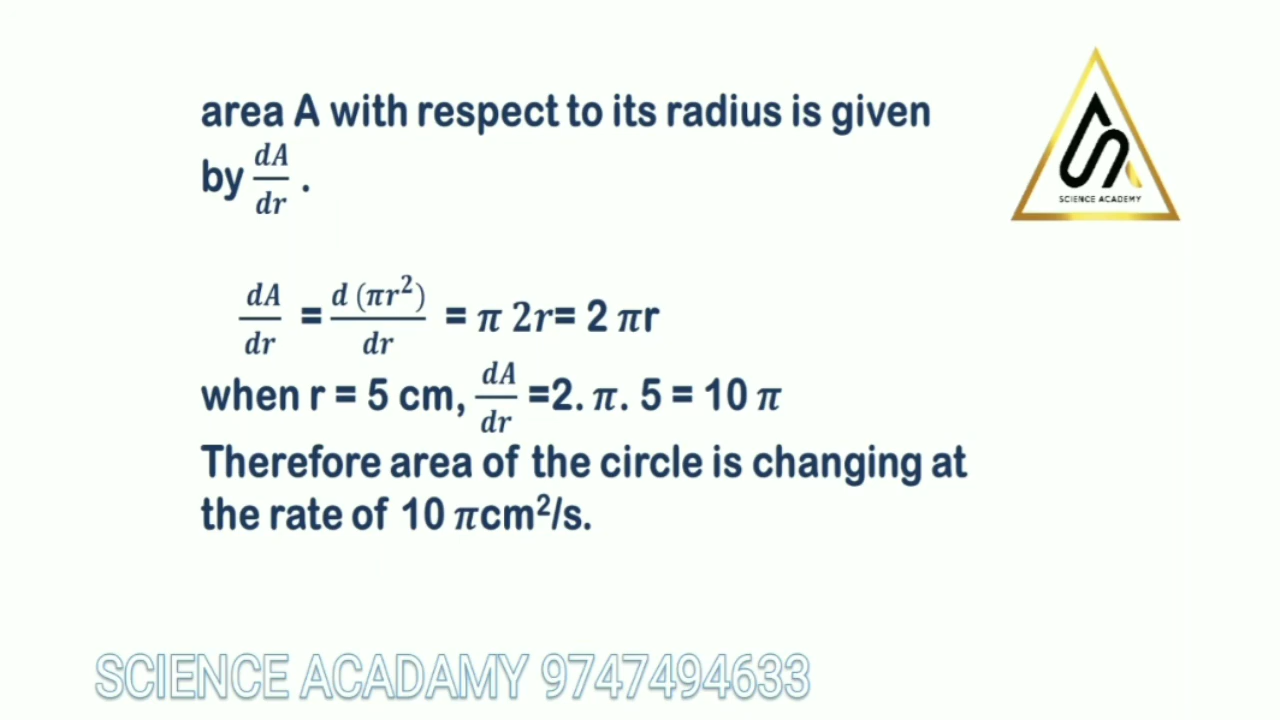 area A with respect to its radius is given
by dA/dr .
SCIENCE ACADEMY
dA/dr = d (πr²)/dr = π 2r= 2 πr
when r = 5 cm, dA/dr =2. π. 5 = 10 π
Therefore area of the circle is changing at
the rate of 10 πcm²/s.
SCIENCE ACADAMY 9747494633